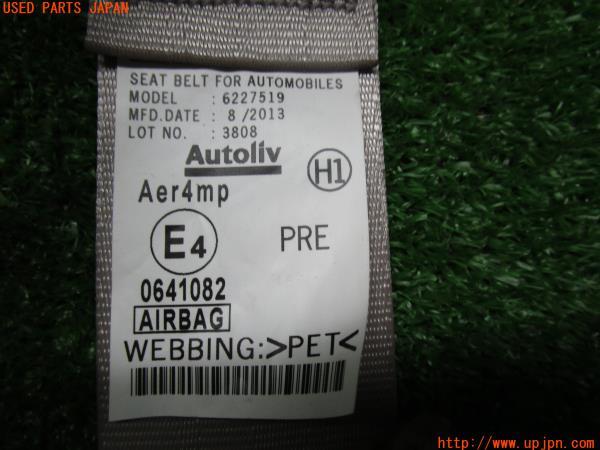 USED PARTS JAPAN
SEAT BELT FOR AUTOMOBILES
MODEL : 6227519
MFD.DATE : 8 /2013
LOT NO. : 3808
Autoliv
H1
Aer4mp
E4
PRE
0641082
AIRBAG
WEBBING:>PET<
http://www.upjpn.com